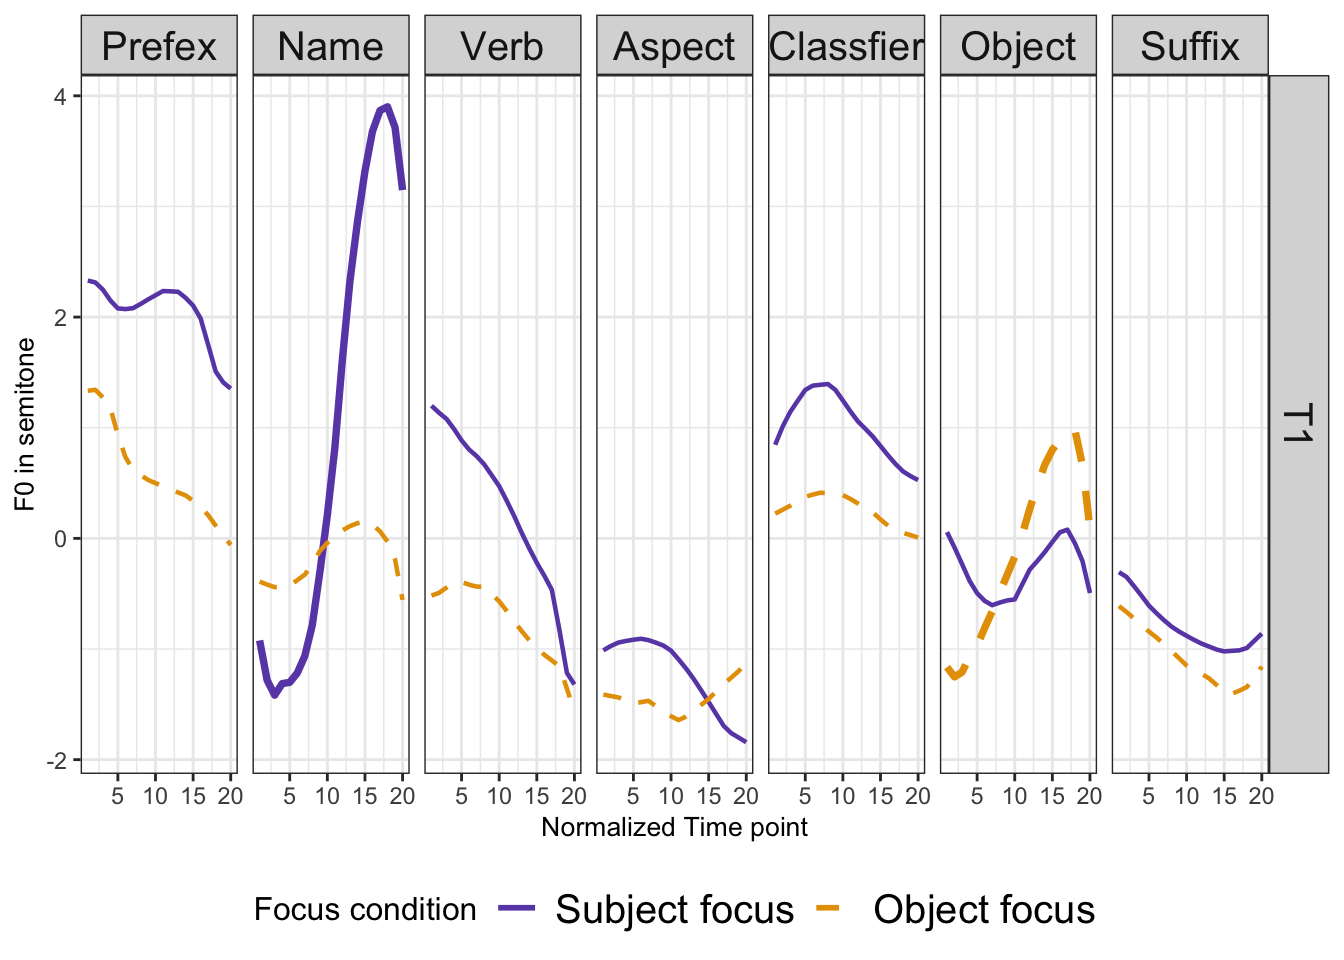 Prefex Name Verb Aspect Classfier Object Suffix
4
2
0
-2
F0 in semitone
T1
5 10 15 20 5 10 15 20 5 10 15 20 5 10 15 20 5 10 15 20 5 10 15 20 5 10 15 20
Normalized Time point
Focus condition Subject focus Object focus